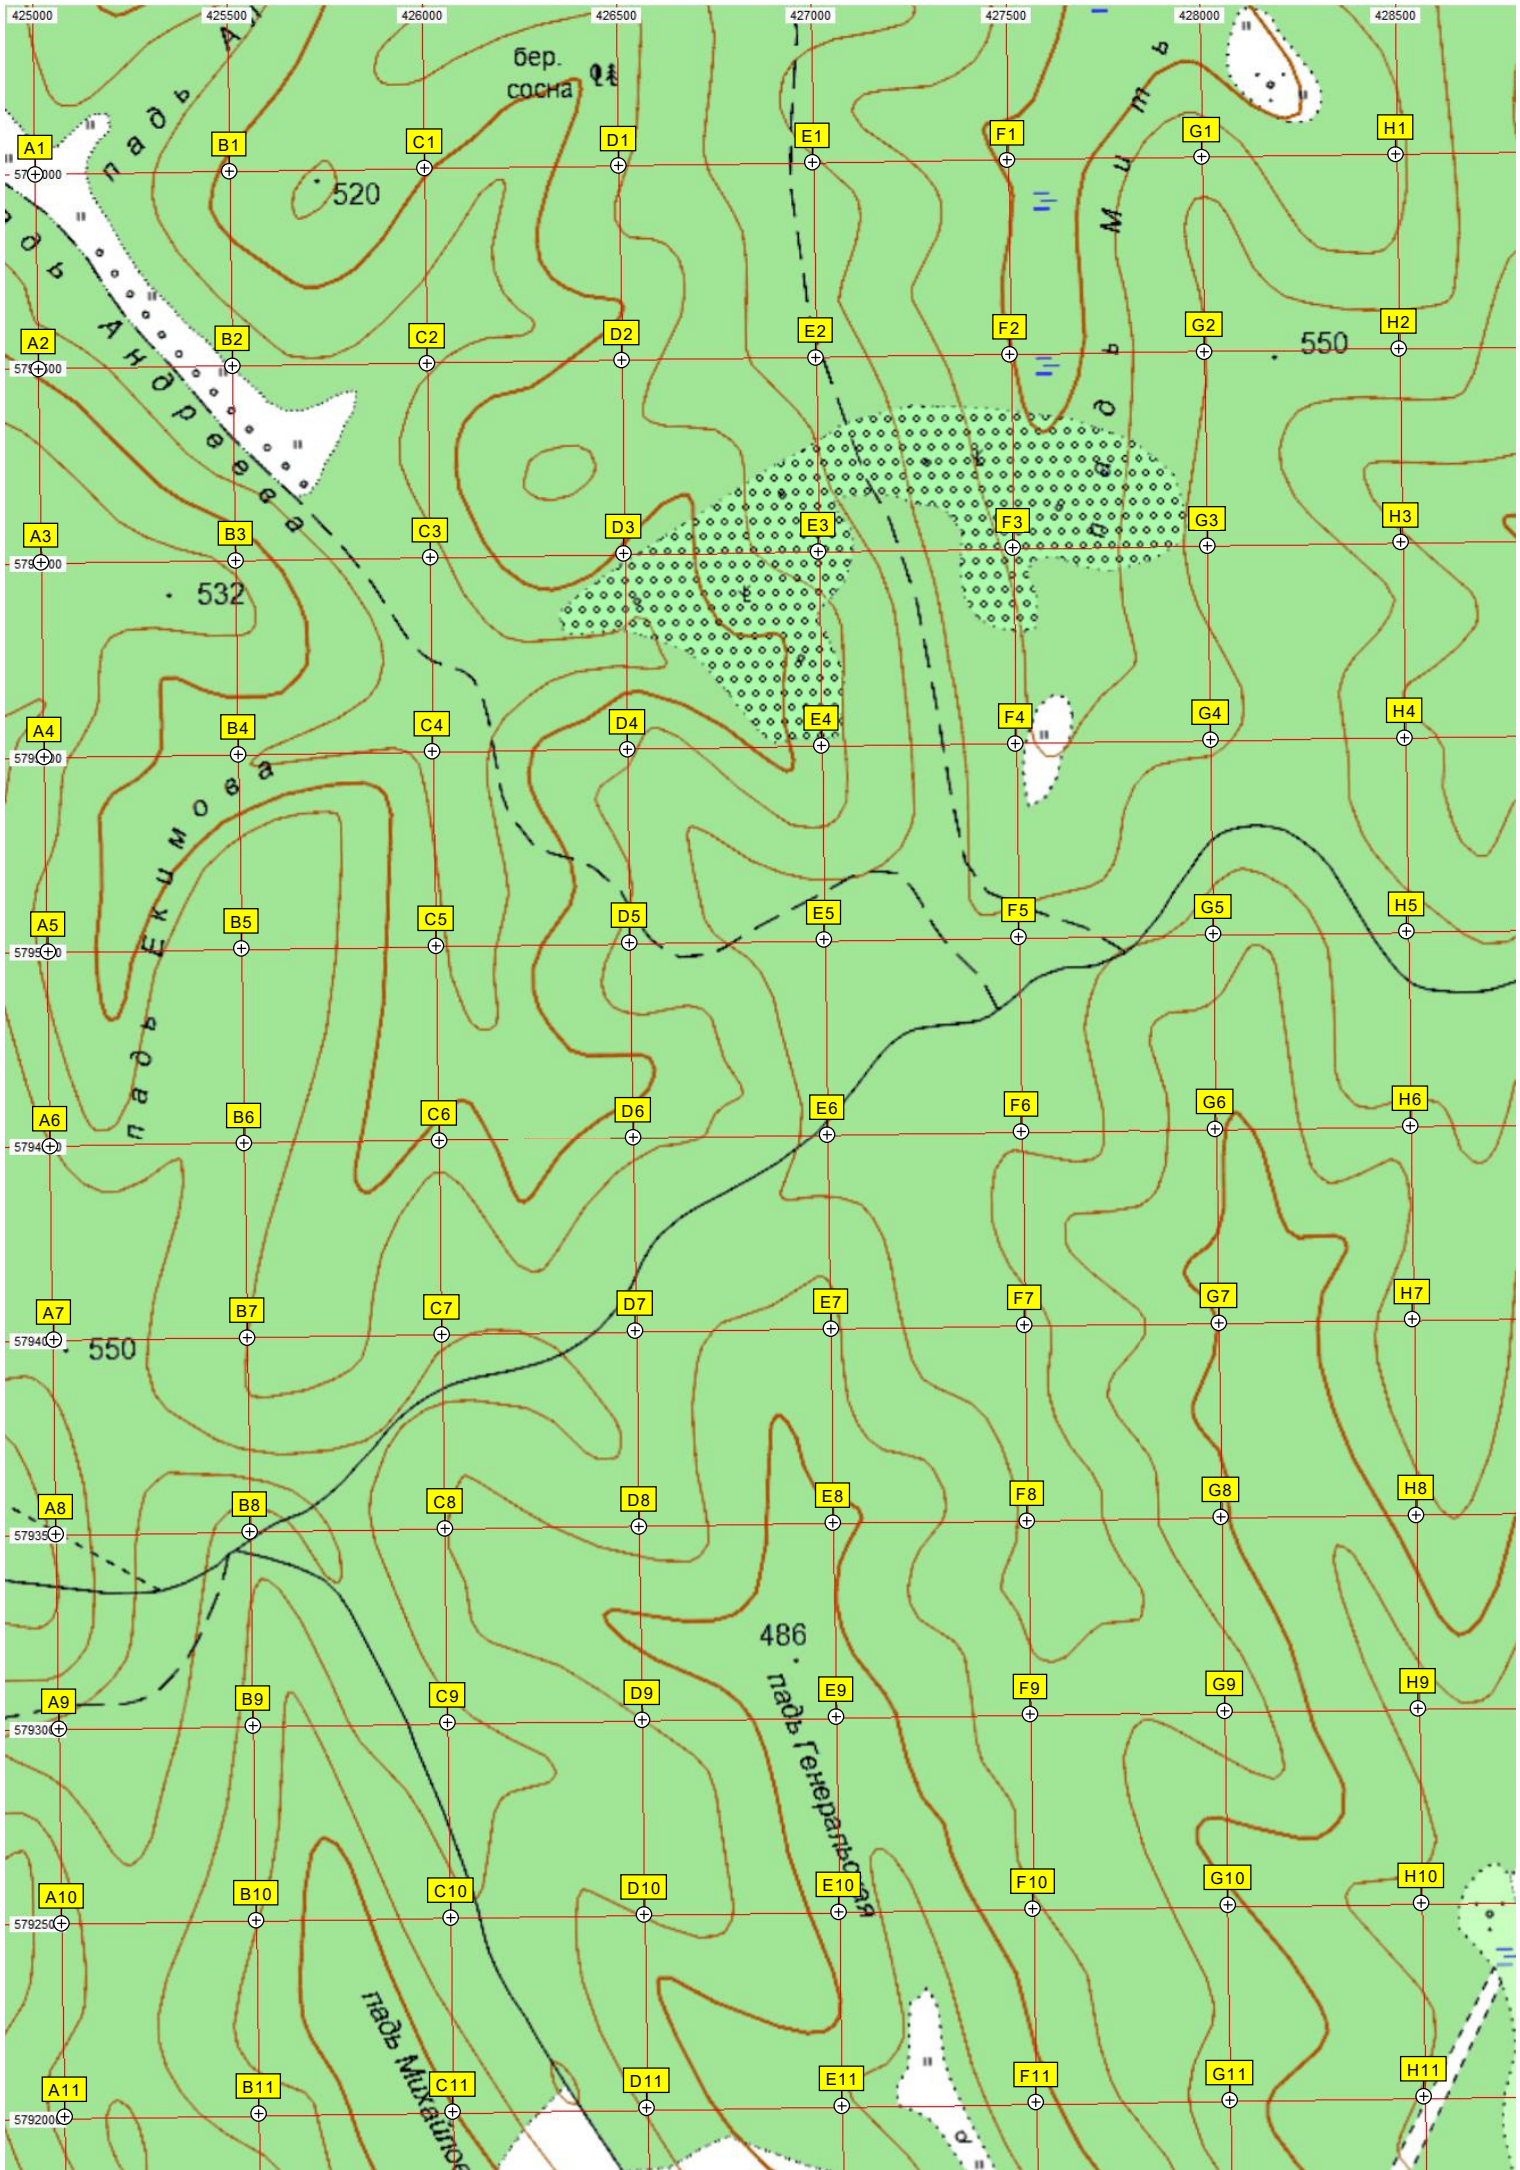 425000 425500 426000 426500 427000 427500 428000 428500
бер.
сосна
падь
Мить
A1 B1 C1 D1 E1 F1 G1 H1
520
A2 B2 C2 D2 E2 F2 G2 H2
550
Андреева
падь
A3 B3 C3 D3 E3 F3 G3 H3
532
A4 B4 C4 D4 E4 F4 G4 H4
падь Екимова
A5 B5 C5 D5 E5 F5 G5 H5
A6 B6 C6 D6 E6 F6 G6 H6
A7 B7 C7 D7 E7 F7 G7 H7
550
A8 B8 C8 D8 E8 F8 G8 H8
486
A9 B9 C9 D9 E9 F9 G9 H9
падь Генеральская
A10 B10 C10 D10 E10 F10 G10 H10
падь
A11 B11 C11 D11 E11 F11 G11 H11
5792000